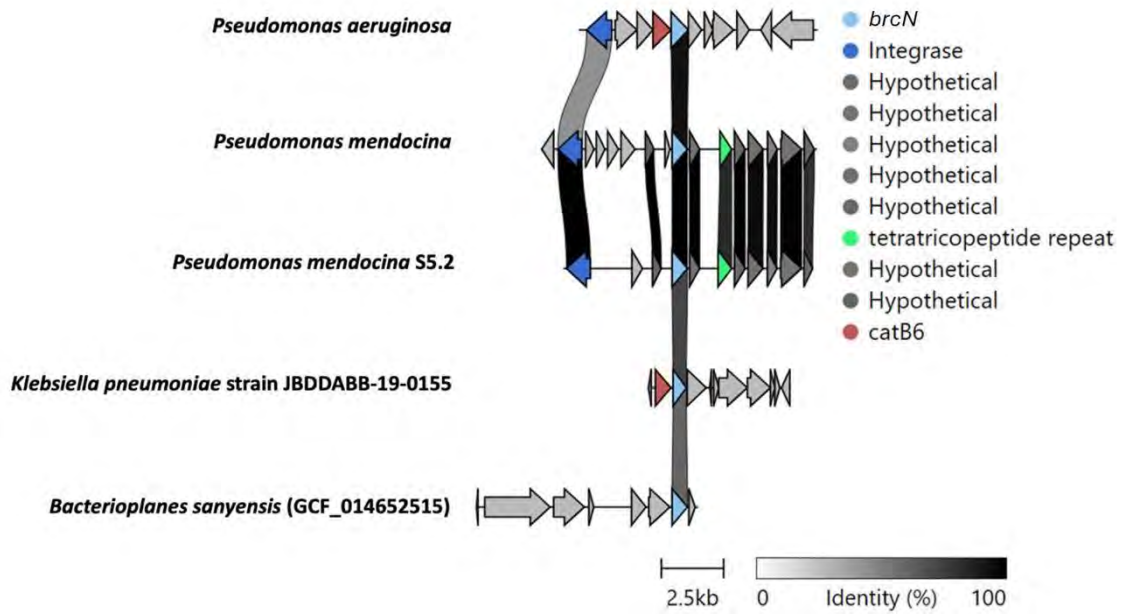 Pseudomonas aeruginosa
Pseudomonas mendocina
Pseudomonas mendocina S5.2
Klebsiella pneumoniae strain JBDDABB-19-0155
Bacterioplanes sanyensis (GCF_014652515)
brcN
Integrase
Hypothetical
Hypothetical
Hypothetical
Hypothetical
Hypothetical
tetratricopeptide repeat
Hypothetical
Hypothetical
catB6
2.5kb
0 Identity (%) 100